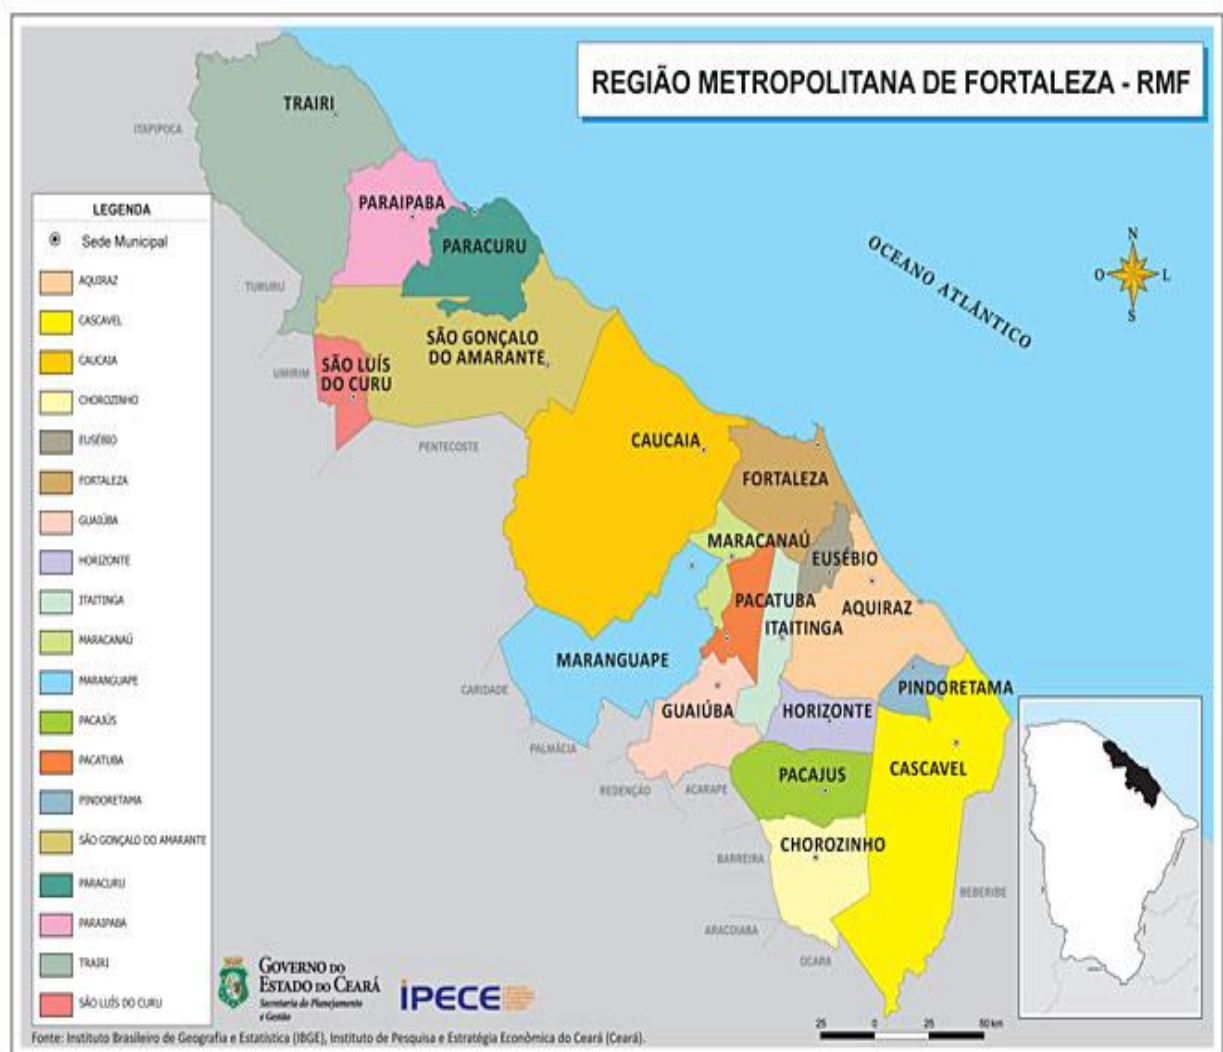 REGIÃO METROPOLITANA DE FORTALEZA - RMF
TRAIRI
ITAPIPOCA
PARAIPABA
PARACURU
OCEANO ATLÂNTICO
N
O
L
S
LEGENDA
Sede Municipal
AQUIRAZ
CASCAVEL
CAUCAIA
CHOROZINHO
EUSÉBIO
FORTALEZA
GUAIÚBA
HORIZONTE
ITAITINGA
MARACANAÚ
MARANGUAPE
PACAJÚS
PACATUBA
PINDORETAMA
SÃO GONÇALO DO AMARANTE
PARACURU
PARAIPABA
TRAIRI
SÃO LUÍS DO CURU
TURURU
SÃO GONÇALO
DO AMARANTE
SÃO LUÍS
DO CURU
UMIRIM
PENTECOSTE
CAUCAIA
FORTALEZA
MARACANAÚ
EUSÉBIO
PACATUBA
AQUIRAZ
ITAITINGA
MARANGUAPE
CARIDADE
PINDORETAMA
GUAIÚBA
HORIZONTE
PALMÁCIA
CASCAVEL
PACAJUS
REDENÇÃO
ACARAPE
CHOROZINHO
BARREIRA
BEBERIBE
ARACOIABA
OCARA
GOVERNO DO
ESTADO DO CEARÁ
Secretaria do Planejamento
e Gestão
iPECE
25 0 25 50 km
Fonte: Instituto Brasileiro de Geografia e Estatística (IBGE), Instituto de Pesquisa e Estratégia Econômica do Ceará (Ceará).